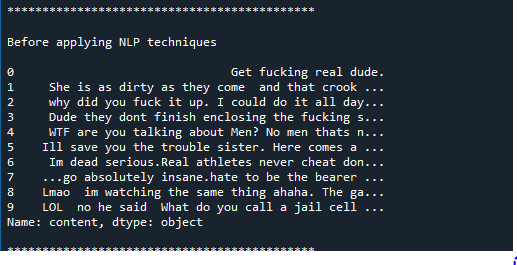 ********************************************
Before applying NLP techniques
0 Get fucking real dude.
1 She is as dirty as they come and that crook ...
2 why did you fuck it up. I could do it all day...
3 Dude they dont finish enclosing the fucking s...
4 WTF are you talking about Men? No men thats n...
5 Ill save you the trouble sister. Here comes a ...
6 Im dead serious.Real athletes never cheat don...
7 ...go absolutely insane.hate to be the bearer ...
8 Lmao im watching the same thing ahaha. The ga...
9 LOL no he said What do you call a jail cell ...
Name: content, dtype: object
********************************************